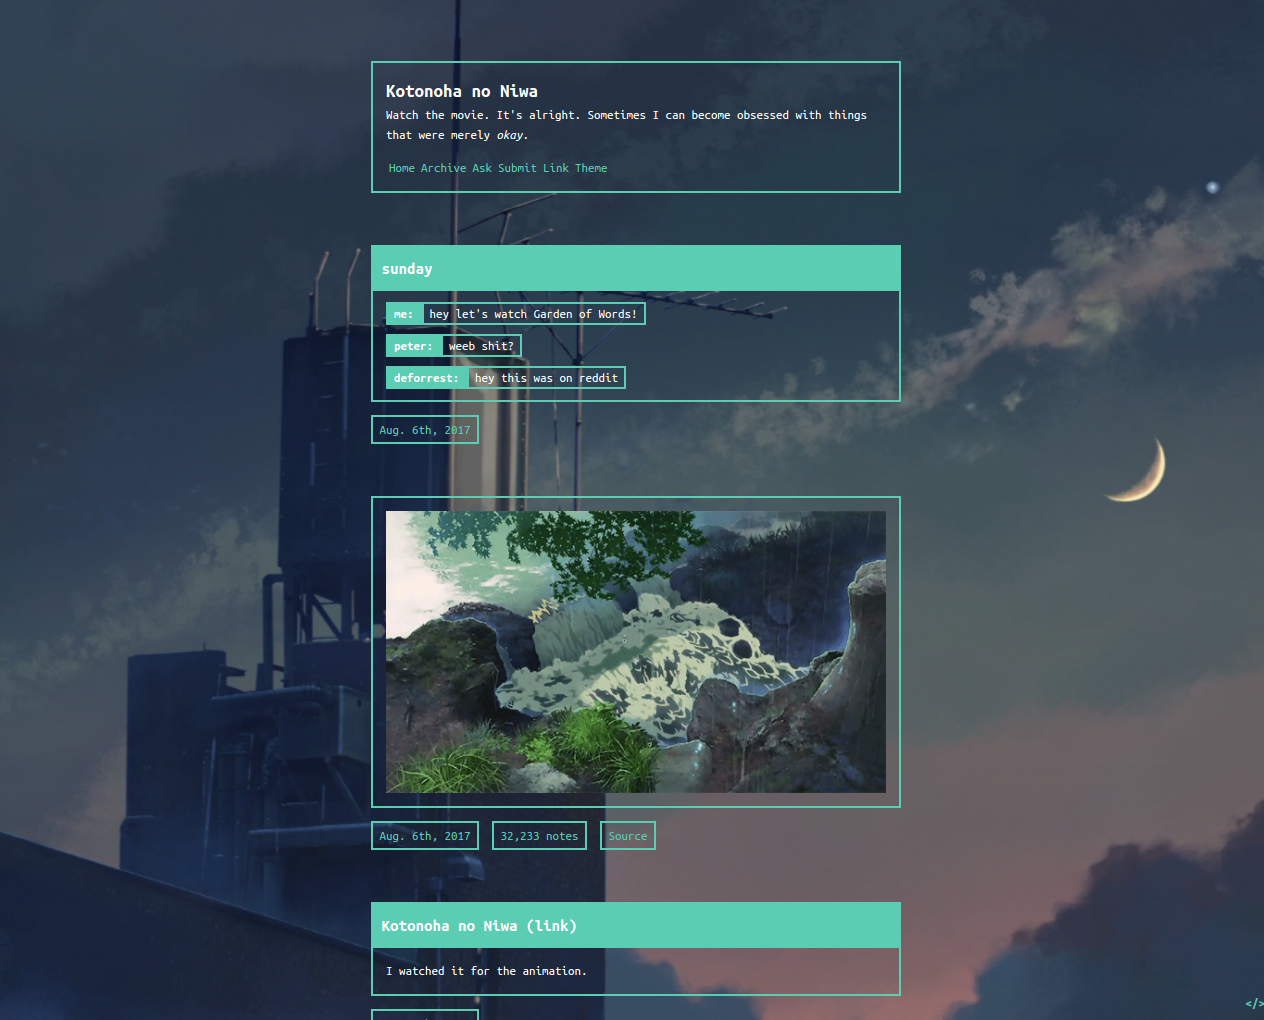 Kotonoha no Niwa
Watch the movie. It's alright. Sometimes I can become obsessed with things
that were merely okay.
Home Archive Ask Submit Link Theme
sunday
me: hey let's watch Garden of Words!
peter: weeb shit?
deforrest: hey this was on reddit
Aug. 6th, 2017
Aug. 6th, 2017 32,233 notes Source
Kotonoha no Niwa (link)
I watched it for the animation.
</>